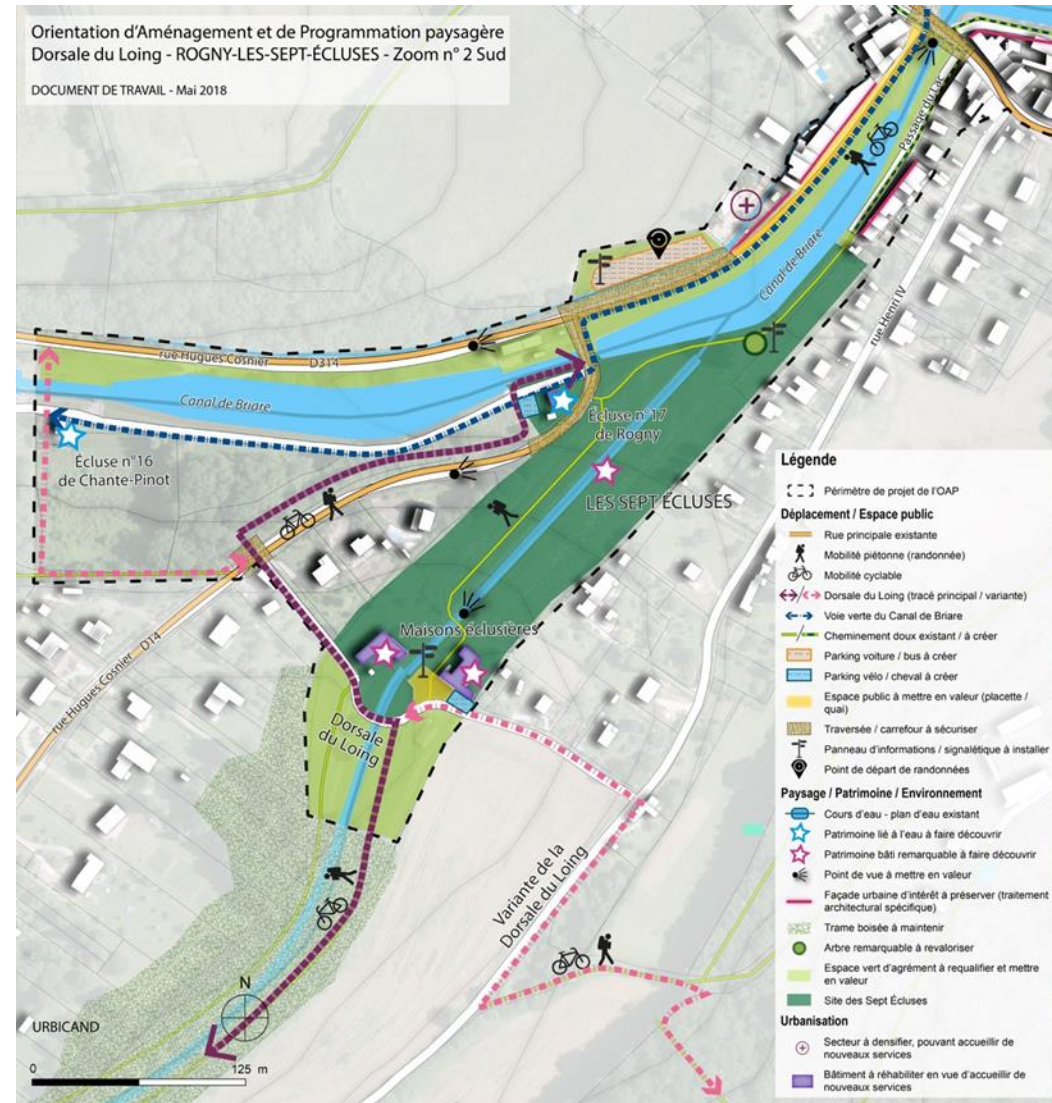 Orientation d'Aménagement et de Programmation paysagère
Dorsale du Loing - ROGNY-LES-SEPT-ÉCLUSES - Zoom n° 2 Sud
DOCUMENT DE TRAVAIL - Mai 2018
Passage du Lac
Canal de Briare
rue Henri IV
rue Hugues Cosnier
D314
Canal de Briare
Écluse n°17
de Rogny
Écluse n°16
de Chante-Pinot
LES SEPT ÉCLUSES
Maisons éclusières
rue Hugues Cosnier D14
Dorsale
du Loing
Variante de la
Dorsale du Loing
N
URBICAND
0 125 m
Légende
Périmètre de projet de l'OAP
Déplacement / Espace public
Rue principale existante
Mobilité piétonne (randonnée)
Mobilité cyclable
Dorsale du Loing (tracé principal / variante)
Voie verte du Canal de Briare
Cheminement doux existant / à créer
Parking voiture / bus à créer
Parking vélo / cheval à créer
Espace public à mettre en valeur (placette /
quai)
Traversée / carrefour à sécuriser
Panneau d'informations / signalétique à installer
Point de départ de randonnées
Paysage / Patrimoine / Environnement
Cours d'eau - plan d'eau existant
Patrimoine lié à l'eau à faire découvrir
Patrimoine bâti remarquable à faire découvrir
Point de vue à mettre en valeur
Façade urbaine d'intérêt à préserver (traitement
architectural spécifique)
Trame boisée à maintenir
Arbre remarquable à revaloriser
Espace vert d'agrément à requalifier et mettre
en valeur
Site des Sept Écluses
Urbanisation
Secteur à densifier, pouvant accueillir de
nouveaux services
Bâtiment à réhabiliter en vue d'accueillir de
nouveaux services